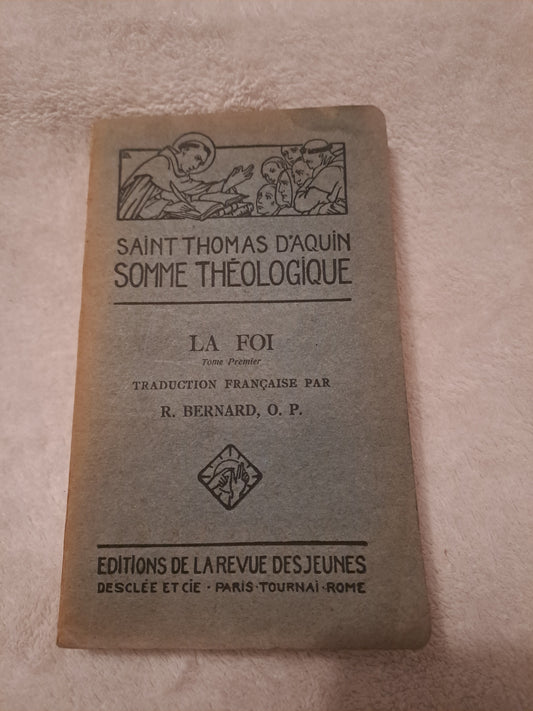 SAINT THOMAS D'AQUIN
SOMME THÉOLOGIQUE
LA FOI
Tome Premier
TRADUCTION FRANÇAISE PAR
R. BERNARD, O. P.
EDITIONS DE LA REVUE DES JEUNES
DESCLÉE ET CIE · PARIS · TOURNAI · ROME